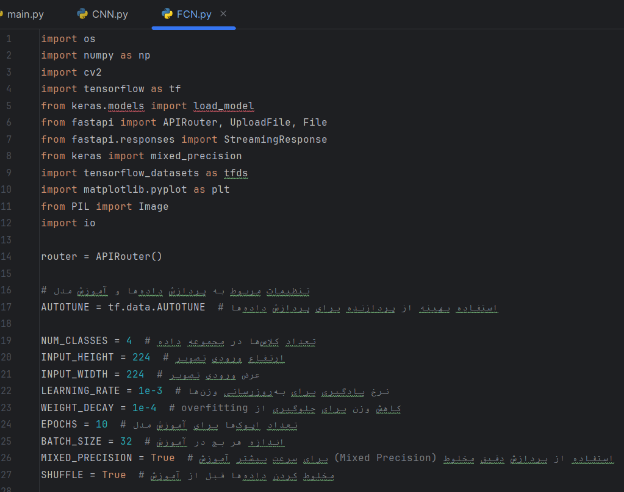 main.py CNN.py FCN.py
1 import os
2 import numpy as np
3 import cv2
4 import tensorflow as tf
5 from keras.models import load_model
6 from fastapi import APIRouter, UploadFile, File
7 from fastapi.responses import StreamingResponse
8 from keras import mixed_precision
9 import tensorflow_datasets as tfds
10 import matplotlib.pyplot as plt
11 from PIL import Image
12 import io
13
14 router = APIRouter()
15
16 # تنظیمات مربوط به پردازش داده‌ها و آموزش مدل
17 AUTOTUNE = tf.data.AUTOTUNE # استفاده بهینه از پردازنده برای پردازش داده‌ها
18
19 NUM_CLASSES = 4 # تعداد کلاس‌ها در مجموعه داده
20 INPUT_HEIGHT = 224 # ارتفاع ورودی تصویر
21 INPUT_WIDTH = 224 # عرض ورودی تصویر
22 LEARNING_RATE = 1e-3 # نرخ یادگیری برای به‌روزرسانی وزن‌ها
23 WEIGHT_DECAY = 1e-4 # کاهش وزن برای جلوگیری از overfitting
24 EPOCHS = 10 # تعداد اپوک‌ها برای آموزش مدل
25 BATCH_SIZE = 32 # اندازه هر بچ در آموزش
26 MIXED_PRECISION = True # استفاده از پردازش دقیق مخلوط (Mixed Precision) برای سرعت بیشتر آموزش
27 SHUFFLE = True # مخلوط کردن داده‌ها قبل از آموزش
28